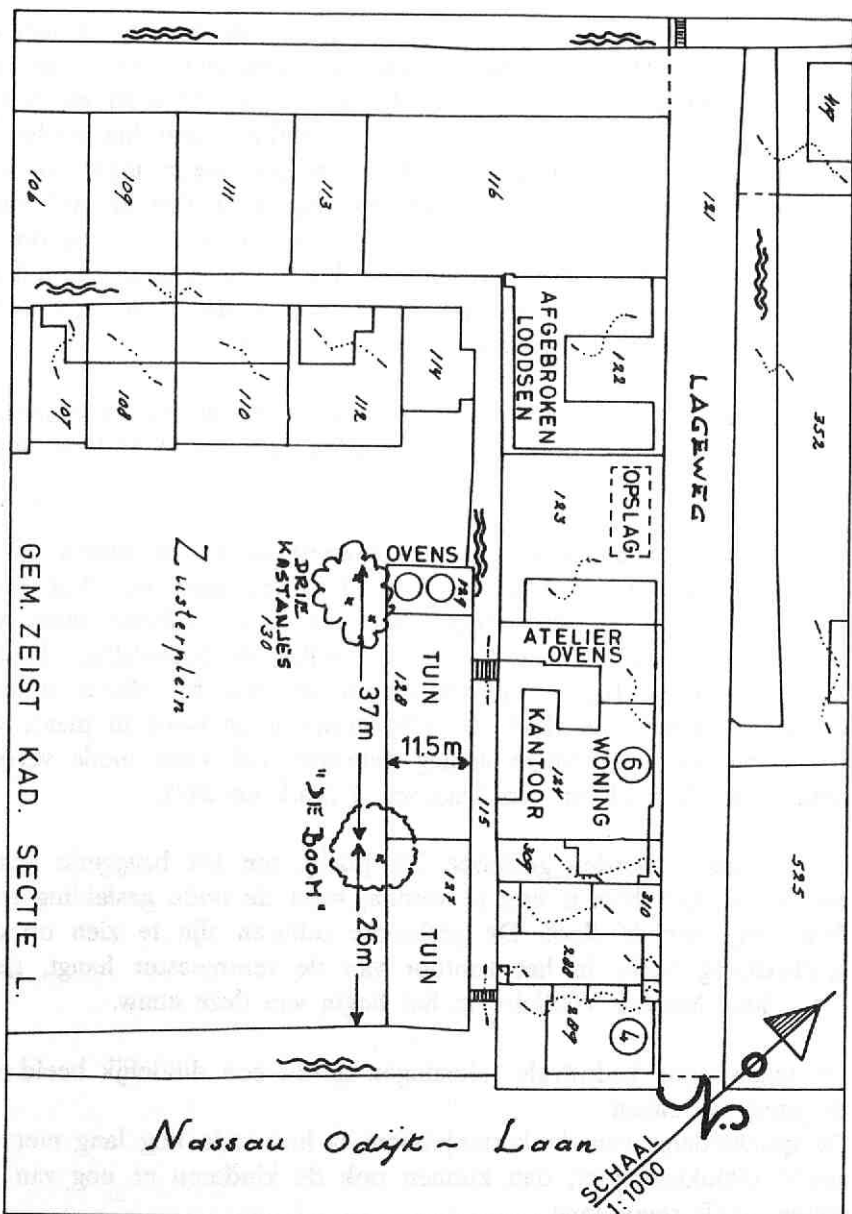 49
121
352
LAGEWEG
116
113
111
109
106
AFGEBROKEN
LOODSEN
122
OPSLAG
123
114
112
110
108
107
525
OVENS
129
DRIE
KASTANJES
130
Zusterplein
ATELIER
OVENS
TUIN
128
37m
11.5m
115
KANTOOR
124
WONING
6
"DIE BOOM"
127
TUIN
26m
309
310
288
289
4
GEM. ZEIST KAD. SECTIE L.
N.
SCHAAL
1:1000
Nassau Odijk Laan